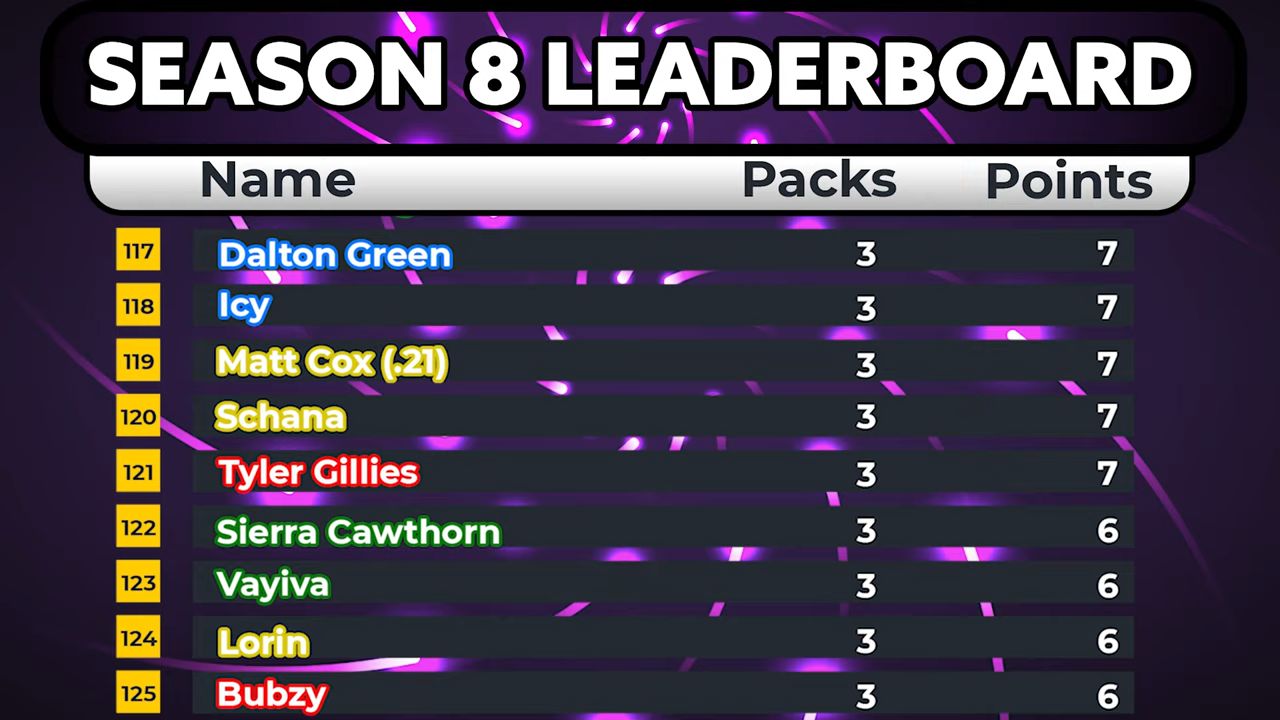 SEASON 8 LEADERBOARD
Name Packs Points
117 Dalton Green 3 7
118 Icy 3 7
119 Matt Cox (.21) 3 7
120 Schana 3 7
121 Tyler Gillies 3 7
122 Sierra Cawthorn 3 6
123 Vayiva 3 6
124 Lorin 3 6
125 Bubzy 3 6